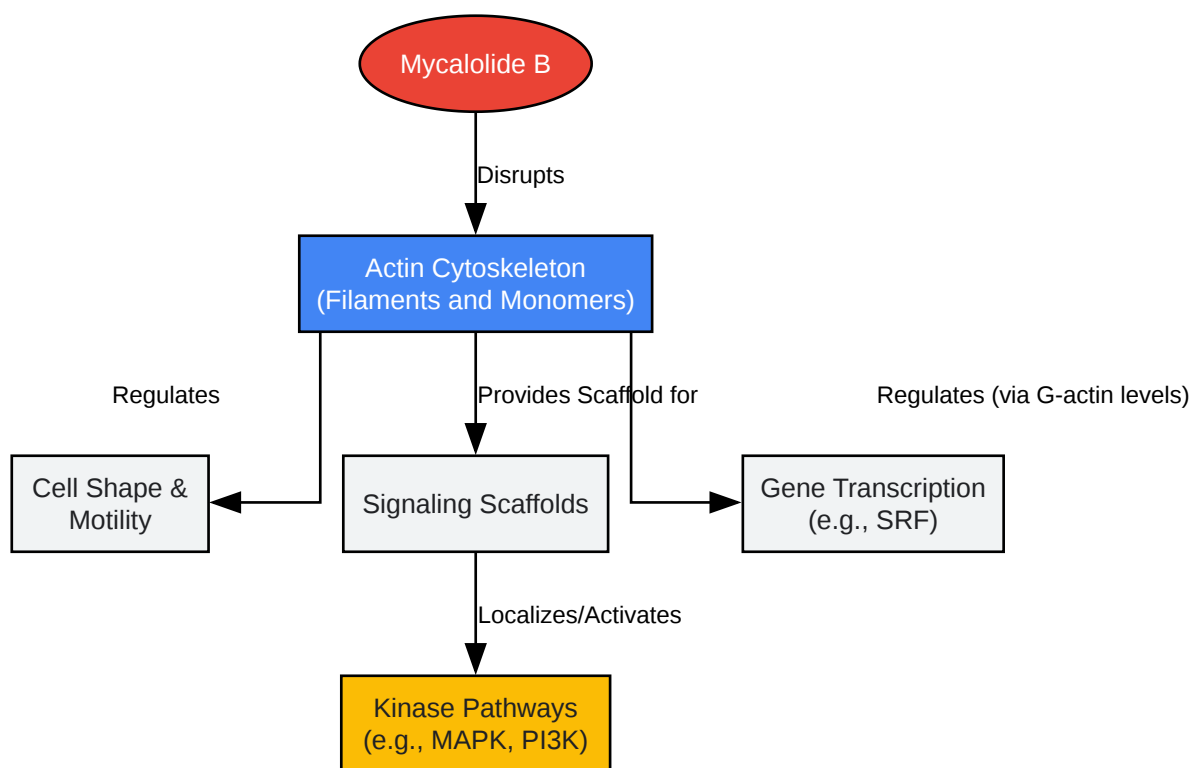 Mycalolide B
Disrupts
Actin Cytoskeleton
(Filaments and Monomers)
Regulates
Provides Scaffold for
Regulates (via G-actin levels)
Cell Shape &
Motility
Signaling Scaffolds
Gene Transcription
(e.g., SRF)
Localizes/Activates
Kinase Pathways
(e.g., MAPK, PI3K)